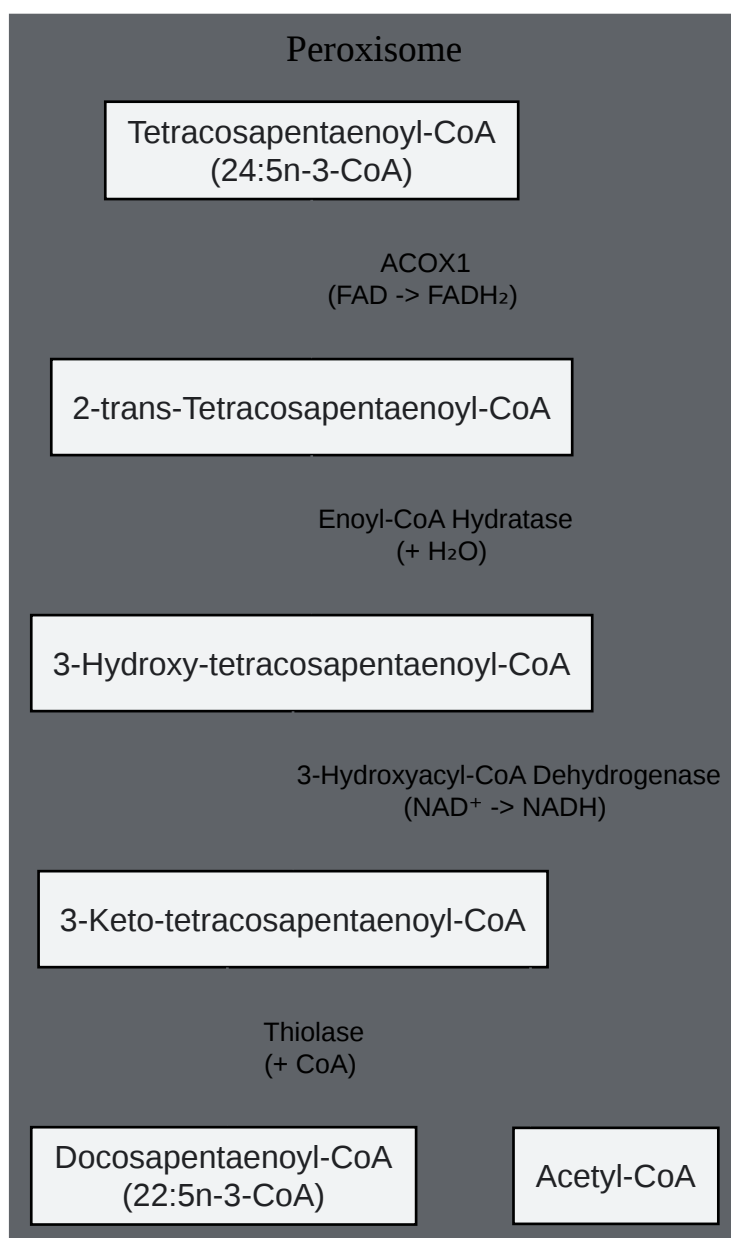 Peroxisome
Tetracosapentaenoyl-CoA
(24:5n-3-CoA)
ACOX1
(FAD -> FADH₂)
2-trans-Tetracosapentaenoyl-CoA
Enoyl-CoA Hydratase
(+ H₂O)
3-Hydroxy-tetracosapentaenoyl-CoA
3-Hydroxyacyl-CoA Dehydrogenase
(NAD⁺ -> NADH)
3-Keto-tetracosapentaenoyl-CoA
Thiolase
(+ CoA)
Docosapentaenoyl-CoA
(22:5n-3-CoA)
Acetyl-CoA